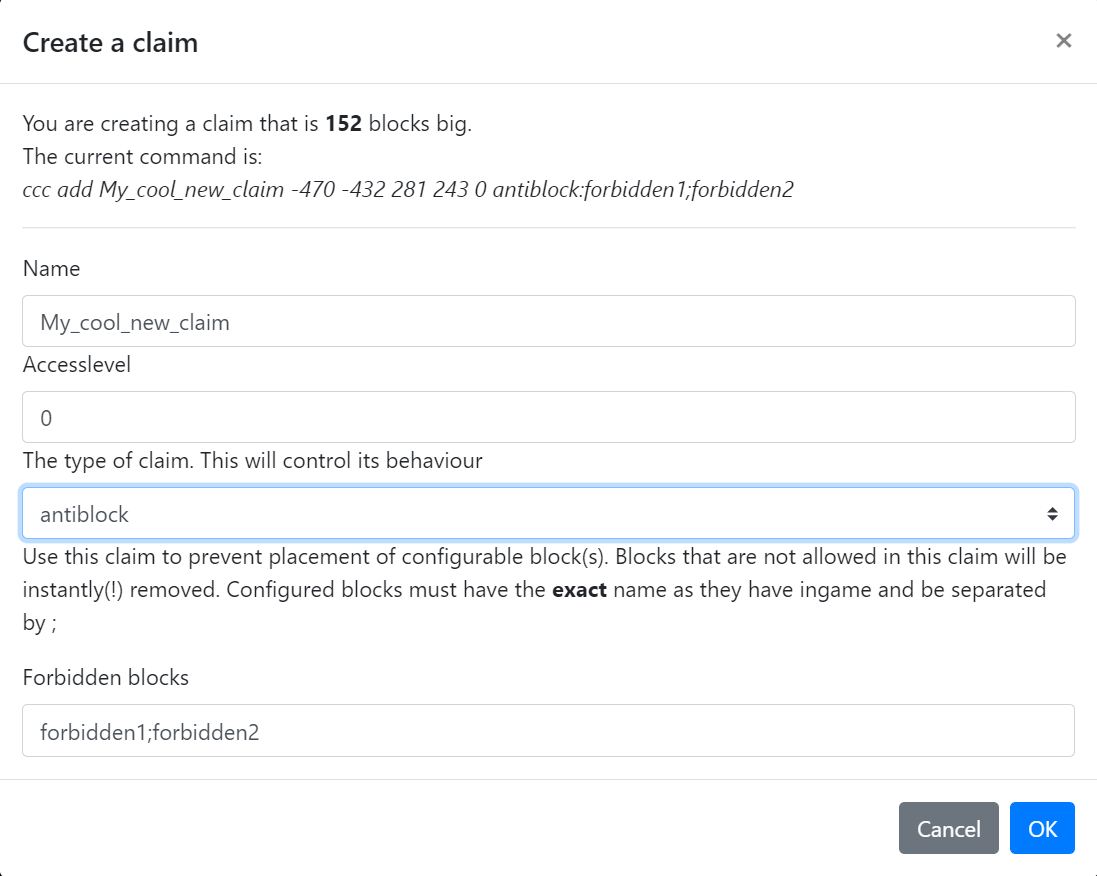 Create a claim
×
You are creating a claim that is 152 blocks big.
The current command is:
ccc add My_cool_new_claim -470 -432 281 243 0 antiblock:forbidden1;forbidden2
Name
My_cool_new_claim
Accesslevel
0
The type of claim. This will control its behaviour
antiblock
Use this claim to prevent placement of configurable block(s). Blocks that are not allowed in this claim will be
instantly(!) removed. Configured blocks must have the exact name as they have ingame and be separated
by ;
Forbidden blocks
forbidden1;forbidden2
Cancel
OK